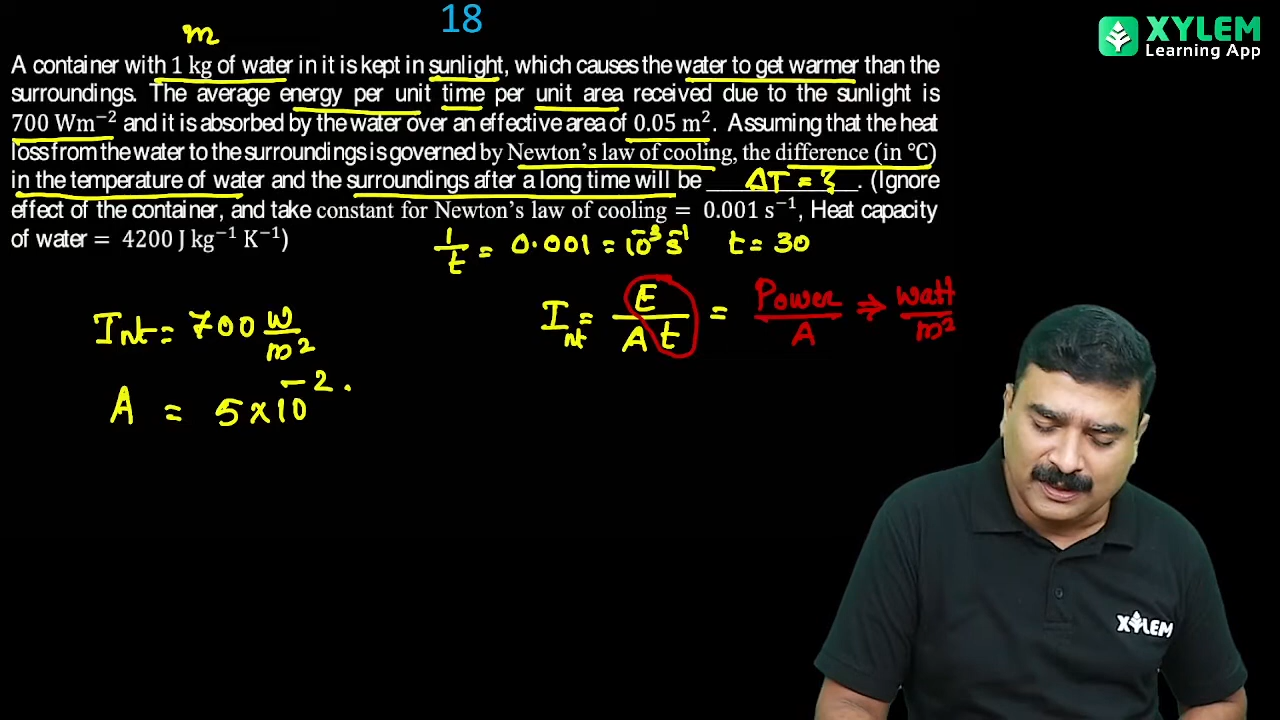 18
m
XYLEM
Learning App
A container with 1 kg of water in it is kept in sunlight, which causes the water to get warmer than the
surroundings. The average energy per unit time per unit area received due to the sunlight is
700 Wm⁻² and it is absorbed by the water over an effective area of 0.05 m². Assuming that the heat
loss from the water to the surroundings is governed by Newton's law of cooling, the difference (in °C)
in the temperature of water and the surroundings after a long time will be ____________. (Ignore
ΔT = ?
effect of the container, and take constant for Newton's law of cooling = 0.001 s⁻¹, Heat capacity
of water = 4200 J kg⁻¹ K⁻¹)
1/t = 0.001 = 10⁻³ s⁻¹ t = 30
Int = 700 W/m²
Int = E/A t = Power/A ⇒ Watt/m²
A = 5×10⁻².
XYLEM